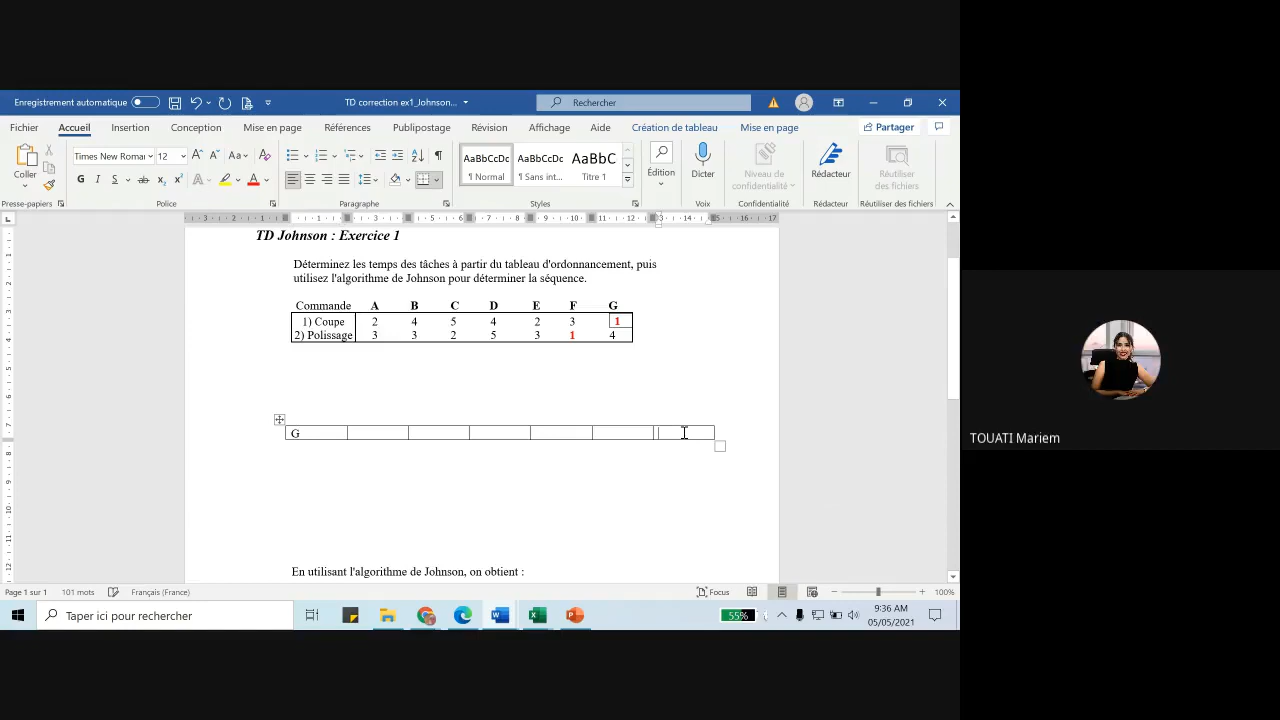 Enregistrement automatique
TD correction ex1_Johnson...
Rechercher
Fichier Accueil Insertion Conception Mise en page Références Publipostage Révision Affichage Aide Création de tableau Mise en page Partager
Times New Roma 12 A A Aa
AaBbCcDc AaBbCcDc AaBbC
Coller
G I S ab x₂ x² A A
¶ Normal ¶ Sans int... Titre 1
Édition Dicter Niveau de confidentialité Rédacteur Réutiliser des fichiers
Presse-papiers Police Paragraphe Styles Voix Confidentialité Rédacteur Réutiliser des fichiers
TD Johnson : Exercice 1
Déterminez les temps des tâches à partir du tableau d'ordonnancement, puis
utilisez l'algorithme de Johnson pour déterminer la séquence.
Commande A B C D E F G
1) Coupe 2 4 5 4 2 3 1
2) Polissage 3 3 2 5 3 1 4
G
En utilisant l'algorithme de Johnson, on obtient :
TOUATI Mariem
Page 1 sur 1 101 mots Français (France) Focus 100%
Taper ici pour rechercher
55%
9:36 AM
05/05/2021